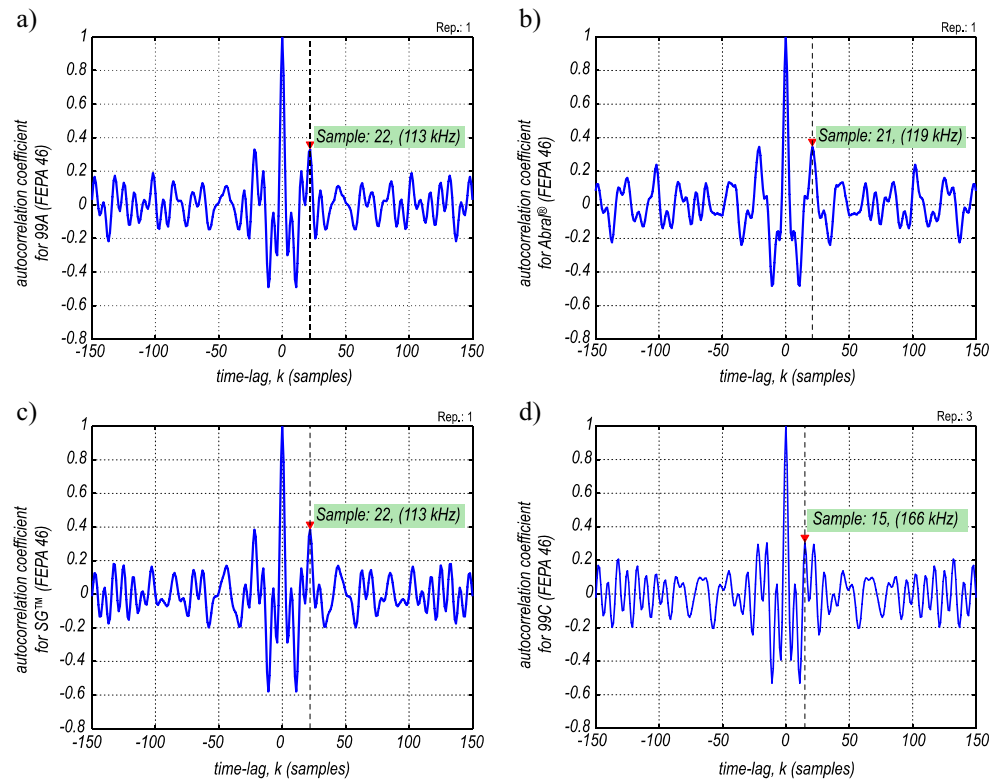 a)
Rep.: 1
autocorrelation coefficient
for 99A (FEPA 46)
1
0.8
0.6
0.4
0.2
0
-0.2
-0.4
-0.6
-0.8
Sample: 22, (113 kHz)
-150 -100 -50 0 50 100 150
time-lag, k (samples)
b)
Rep.: 1
autocorrelation coefficient
for Abral® (FEPA 46)
1
0.8
0.6
0.4
0.2
0
-0.2
-0.4
-0.6
-0.8
Sample: 21, (119 kHz)
-150 -100 -50 0 50 100 150
time-lag, k (samples)
c)
Rep.: 1
autocorrelation coefficient
for SG™ (FEPA 46)
1
0.8
0.6
0.4
0.2
0
-0.2
-0.4
-0.6
-0.8
Sample: 22, (113 kHz)
-150 -100 -50 0 50 100 150
time-lag, k (samples)
d)
Rep.: 3
autocorrelation coefficient
for 99C (FEPA 46)
1
0.8
0.6
0.4
0.2
0
-0.2
-0.4
-0.6
-0.8
Sample: 15, (166 kHz)
-150 -100 -50 0 50 100 150
time-lag, k (samples)